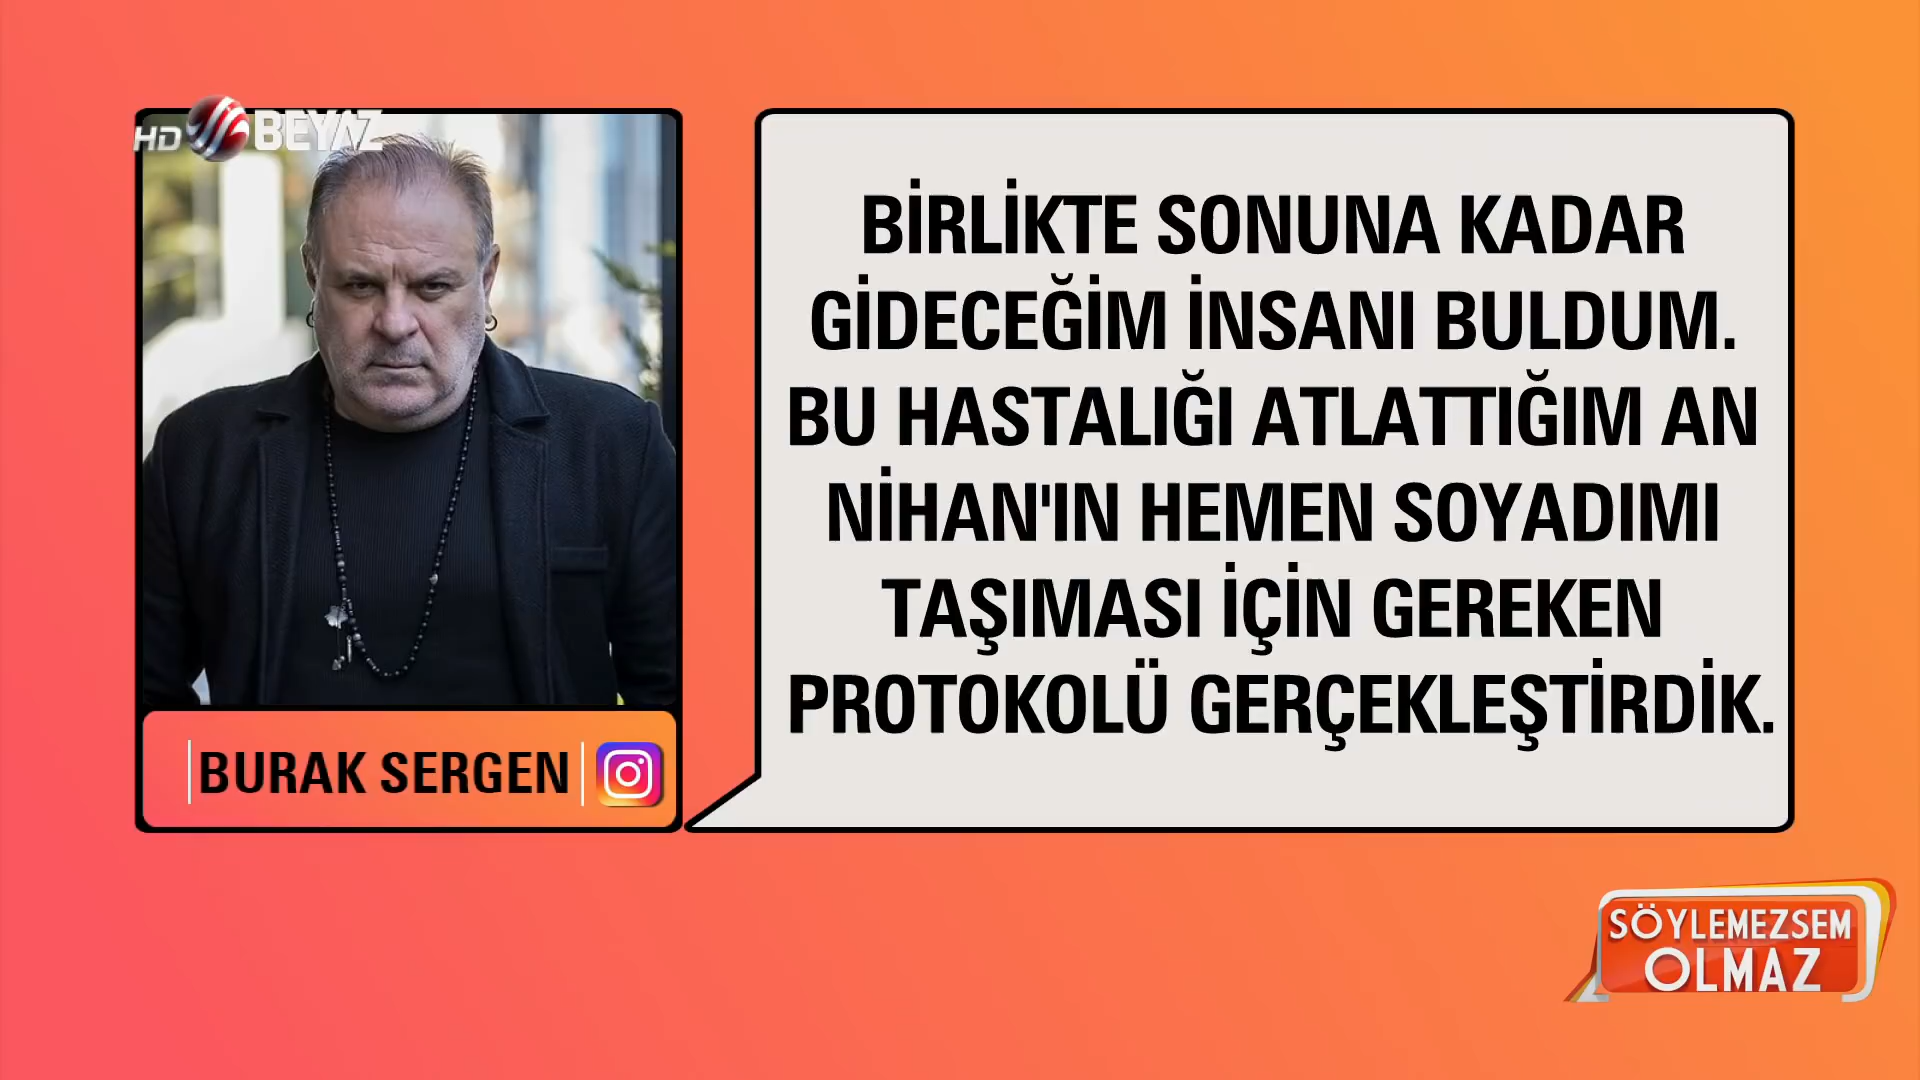 HD BEYAZ
BİRLİKTE SONUNA KADAR
GİDECEĞİM İNSANI BULDUM.
BU HASTALIĞI ATLATTIĞIM AN
NİHAN'IN HEMEN SOYADIMI
TAŞIMASI İÇİN GEREKEN
PROTOKOLÜ GERÇEKLEŞTİRDİK.
BURAK SERGEN
SÖYLEMEZSEM
OLMAZ